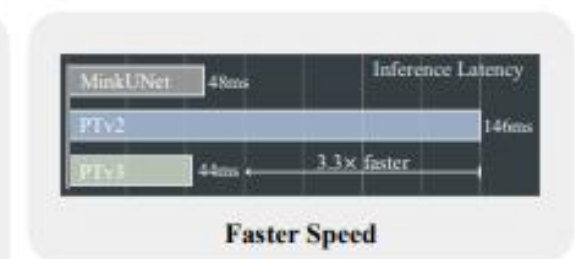 Inference Latency
MinkUNet 48ms
PTv2 146ms
PTv3 44ms 3.3× faster
Faster Speed